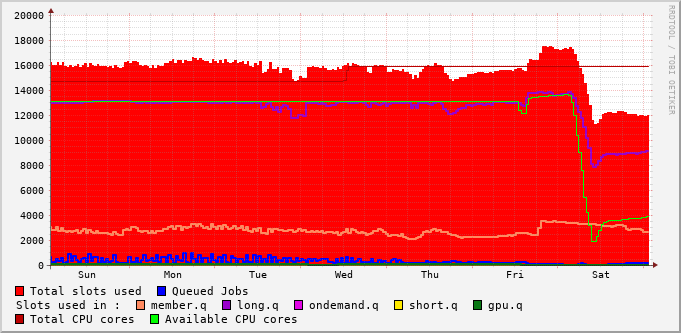 20000
18000
16000
14000
12000
10000
8000
6000
4000
2000
0
Sun Mon Tue Wed Thu Fri Sat
RRDTOOL / TOBI OETIKER
Total slots used Queued Jobs
Slots used in : member.q long.q ondemand.q short.q gpu.q
Total CPU cores Available CPU cores